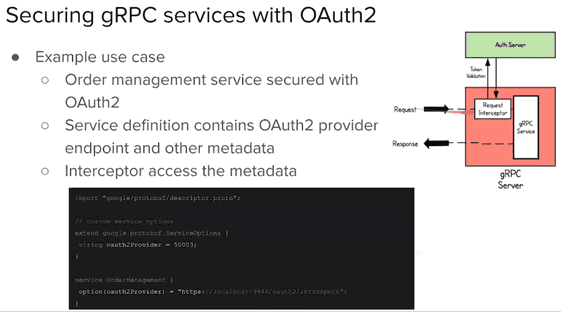 Securing gRPC services with OAuth2
● Example use case
○ Order management service secured with
OAuth2
○ Service definition contains OAuth2 provider
endpoint and other metadata
○ Interceptor access the metadata
Auth Server
Token
Validation
Request
Request
Interceptor
gRPC
Service
Response
gRPC
Server
import "google/protobuf/descriptor.proto";
// custom service options
extend google.protobuf.ServiceOptions {
string oauth2Provider = 50003;
}
service OrderManagement {
option(oauth2Provider) = "https://localhost:9444/oauth2/introspect";
}